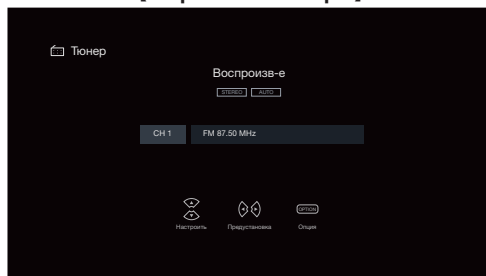 Тюнер
Воспроизв-е
STEREO AUTO
CH 1 FM 87.50 MHz
OPTION
Настроить Предустановка Опция